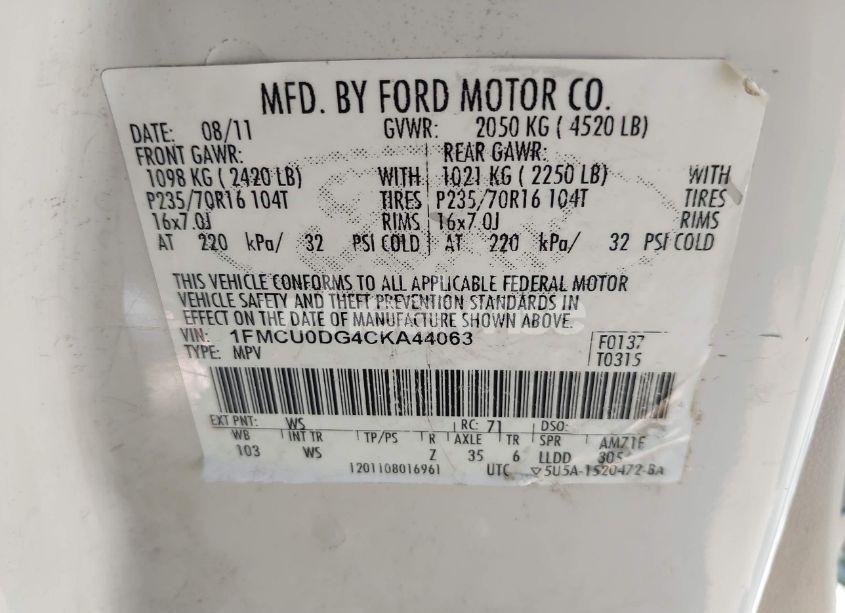 MFD. BY FORD MOTOR CO.
DATE: 08/11 GVWR: 2050 KG ( 4520 LB)
FRONT GAWR: REAR GAWR:
1098 KG ( 2420 LB) WITH 1021 KG ( 2250 LB) WITH
P235/70R16 104T TIRES P235/70R16 104T TIRES
16x7.0J RIMS 16x7.0J RIMS
AT 220 kPa/ 32 PSI COLD AT 220 kPa/ 32 PSI COLD
THIS VEHICLE CONFORMS TO ALL APPLICABLE FEDERAL MOTOR
VEHICLE SAFETY AND THEFT PREVENTION STANDARDS IN
EFFECT ON THE DATE OF MANUFACTURE SHOWN ABOVE.
VIN: 1FMCU0DG4CKA44063 F0137
TYPE: MPV T0315
EXT PNT: WS RC: 71 DSO:
WB INT TR TP/PS R AXLE TR SPR AM71F
103 WS Z 35 6 LLDD 305
1201108016961 UTC 5U5A-1520472-BA